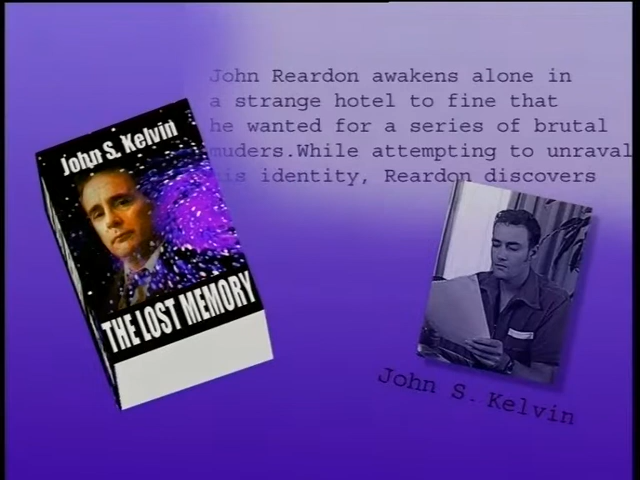 John Reardon awakens alone in
a strange hotel to fine that
he wanted for a series of brutal
muders.While attempting to unraval
his identity, Reardon discovers
John S. Kelvin
THE LOST MEMORY
John S. Kelvin